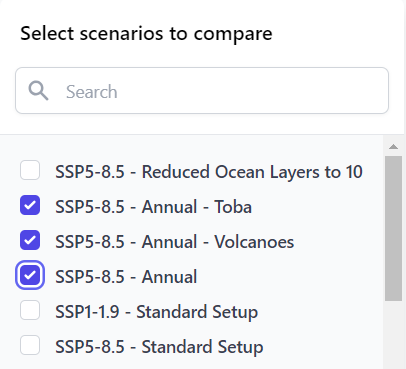 Select scenarios to compare
Search
SSP5-8.5 - Reduced Ocean Layers to 10
SSP5-8.5 - Annual - Toba
SSP5-8.5 - Annual - Volcanoes
SSP5-8.5 - Annual
SSP1-1.9 - Standard Setup
SSP5-8.5 - Standard Setup